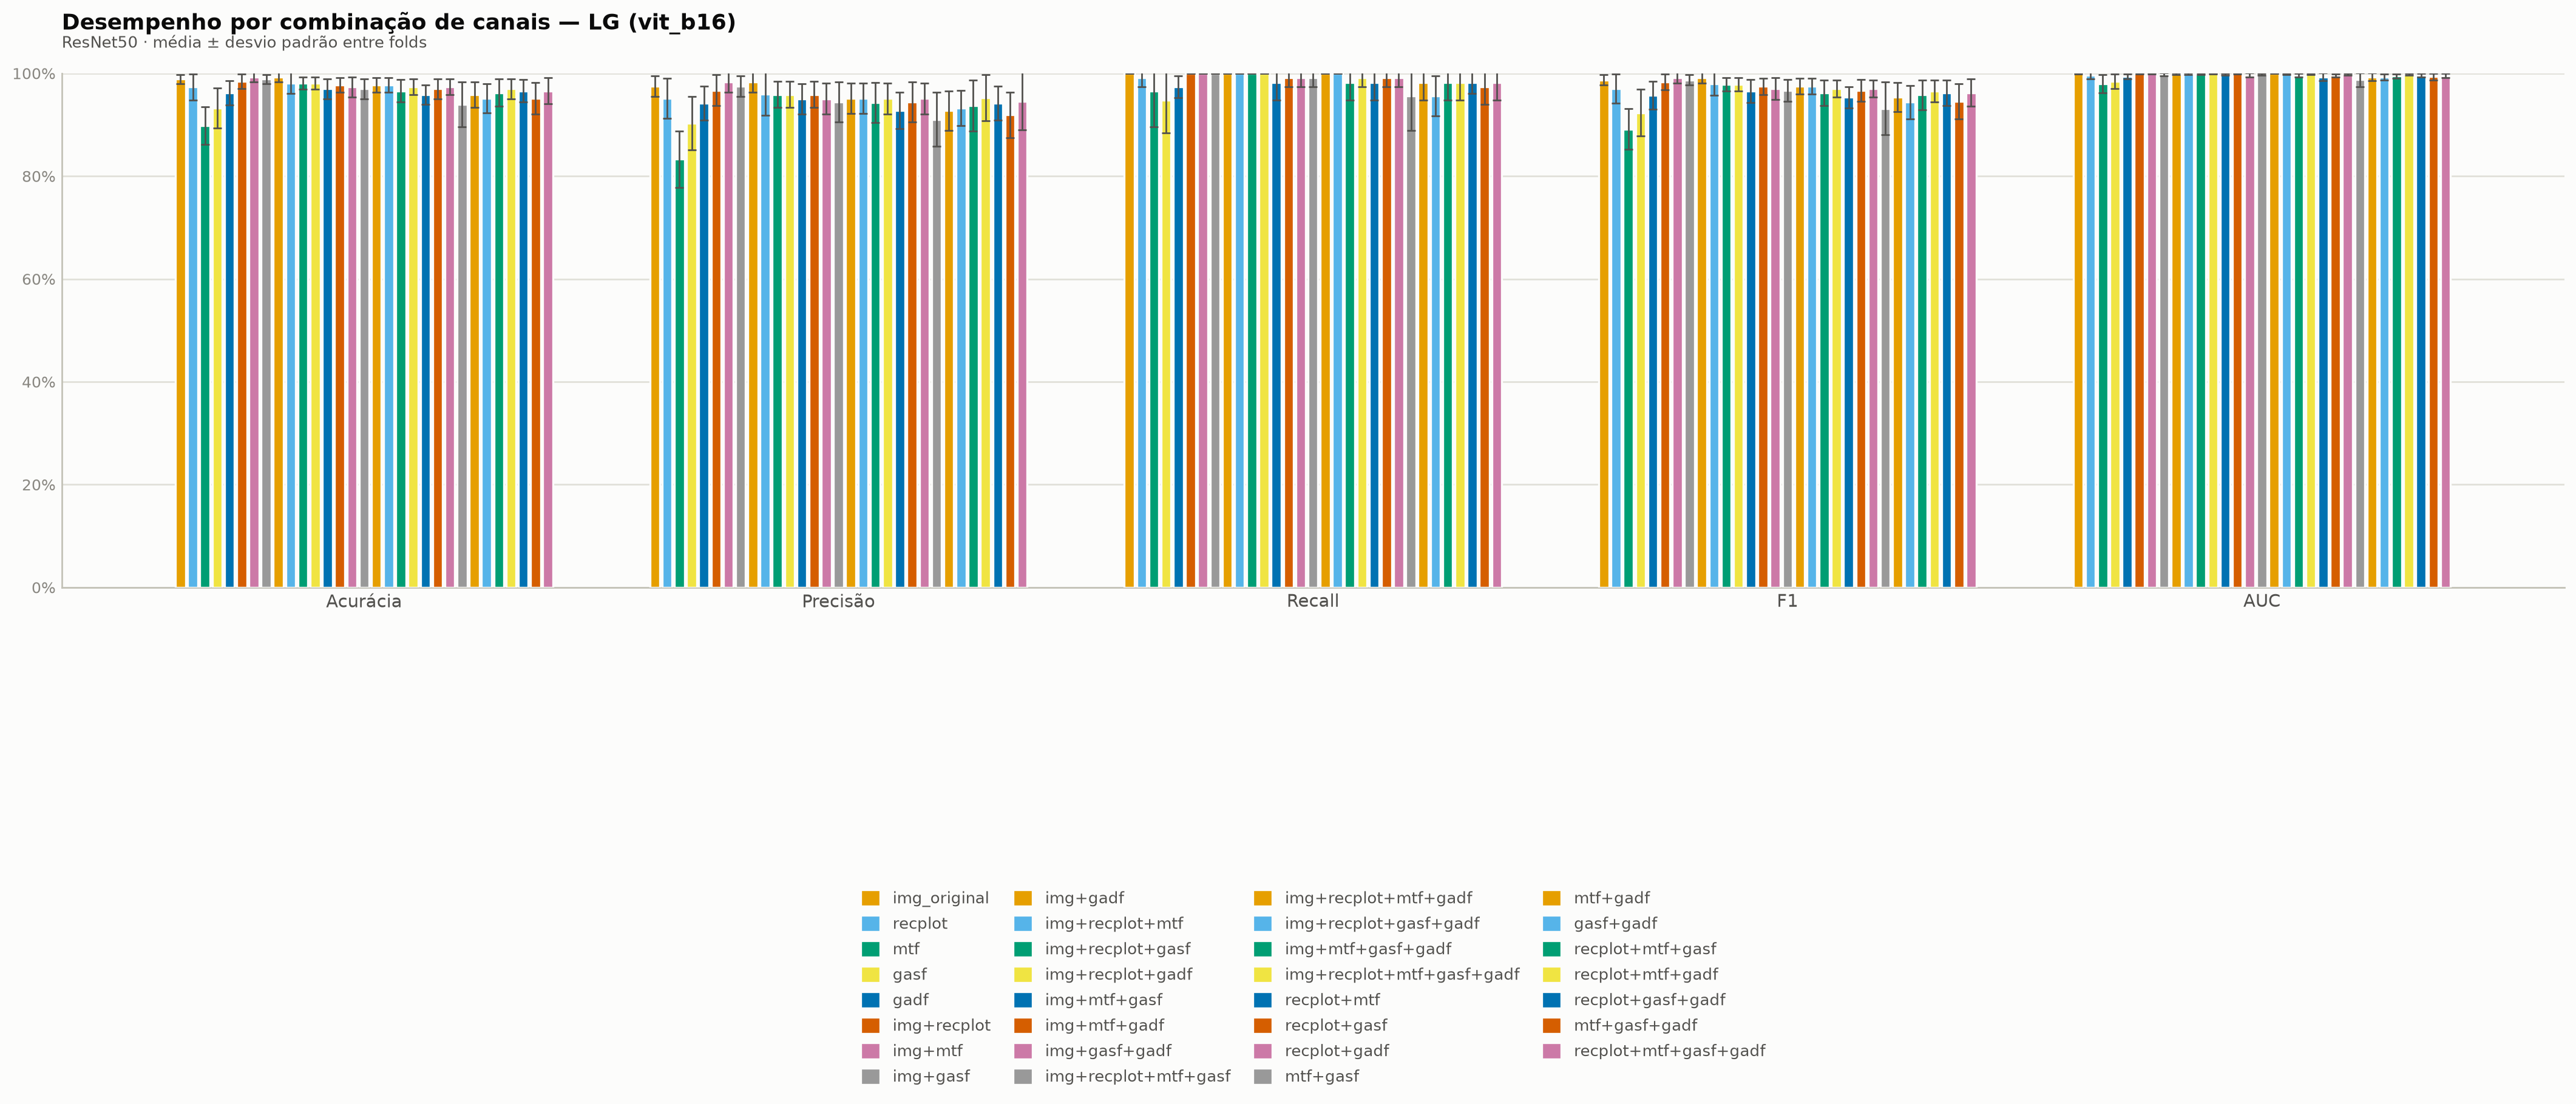 Desempenho por combinação de canais — LG (vit_b16)
ResNet50 · média ± desvio padrão entre folds
100%
80%
60%
40%
20%
0%
Acurácia
Precisão
Recall
F1
AUC
img_original
recplot
mtf
gasf
gadf
img+recplot
img+mtf
img+gasf
img+gadf
img+recplot+mtf
img+recplot+gasf
img+recplot+gadf
img+mtf+gasf
img+mtf+gadf
img+gasf+gadf
img+recplot+mtf+gasf
img+recplot+mtf+gadf
img+recplot+gasf+gadf
img+mtf+gasf+gadf
img+recplot+mtf+gasf+gadf
recplot+mtf
recplot+gasf
recplot+gadf
mtf+gasf
mtf+gadf
gasf+gadf
recplot+mtf+gasf
recplot+mtf+gadf
recplot+gasf+gadf
mtf+gasf+gadf
recplot+mtf+gasf+gadf